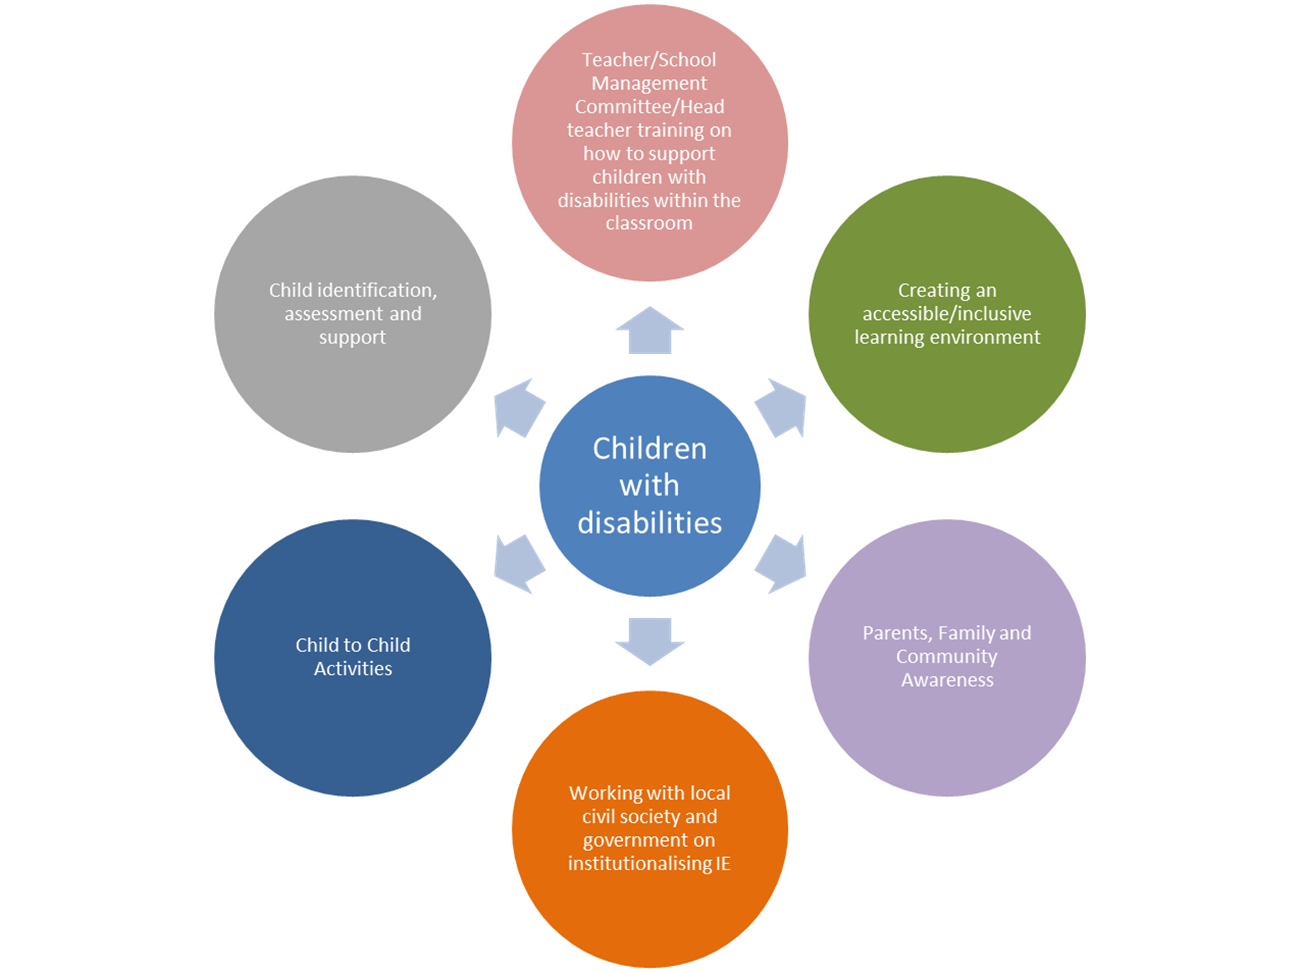 Teacher/School
Management
Committee/Head
teacher training on
how to support
children with
disabilities within the
classroom
Creating an
accessible/inclusive
learning environment
Parents, Family and
Community
Awareness
Working with local
civil society and
government on
institutionalising IE
Child to Child
Activities
Child identification,
assessment and
support
Children
with
disabilities